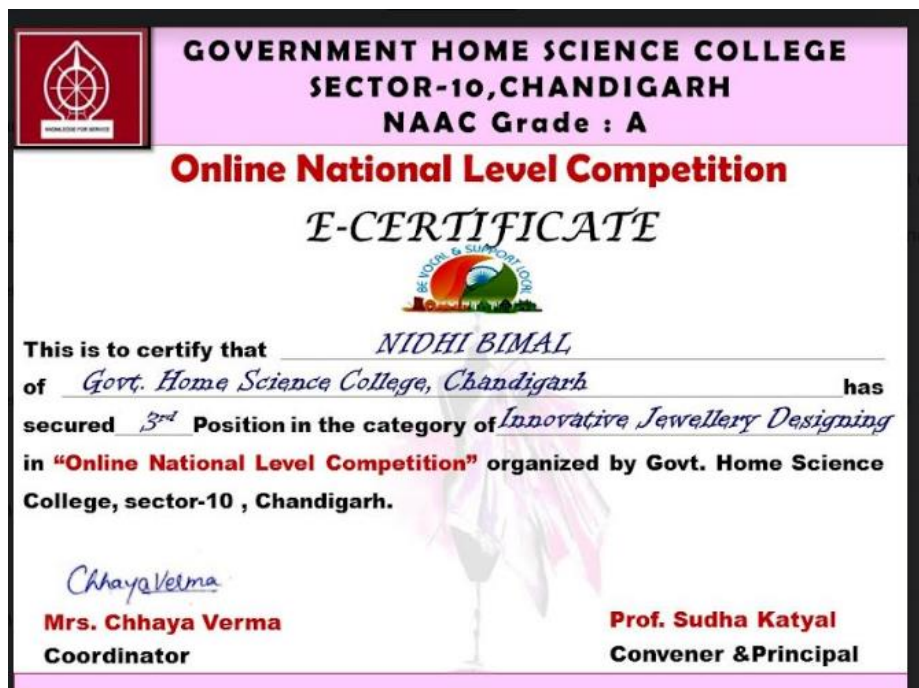 GOVERNMENT HOME SCIENCE COLLEGE
SECTOR-10,CHANDIGARH
NAAC Grade : A
KNOWLEDGE FOR SERVICE
Online National Level Competition
E-CERTIFICATE
BE VOCAL & SUPPORT LOCAL
This is to certify that NIDHI BIMAL
of Govt. Home Science College, Chandigarh has
secured 3rd Position in the category of Innovative Jewellery Designing
in “Online National Level Competition” organized by Govt. Home Science
College, sector-10 , Chandigarh.
Chhaya Verma
Mrs. Chhaya Verma Prof. Sudha Katyal
Coordinator Convener &Principal